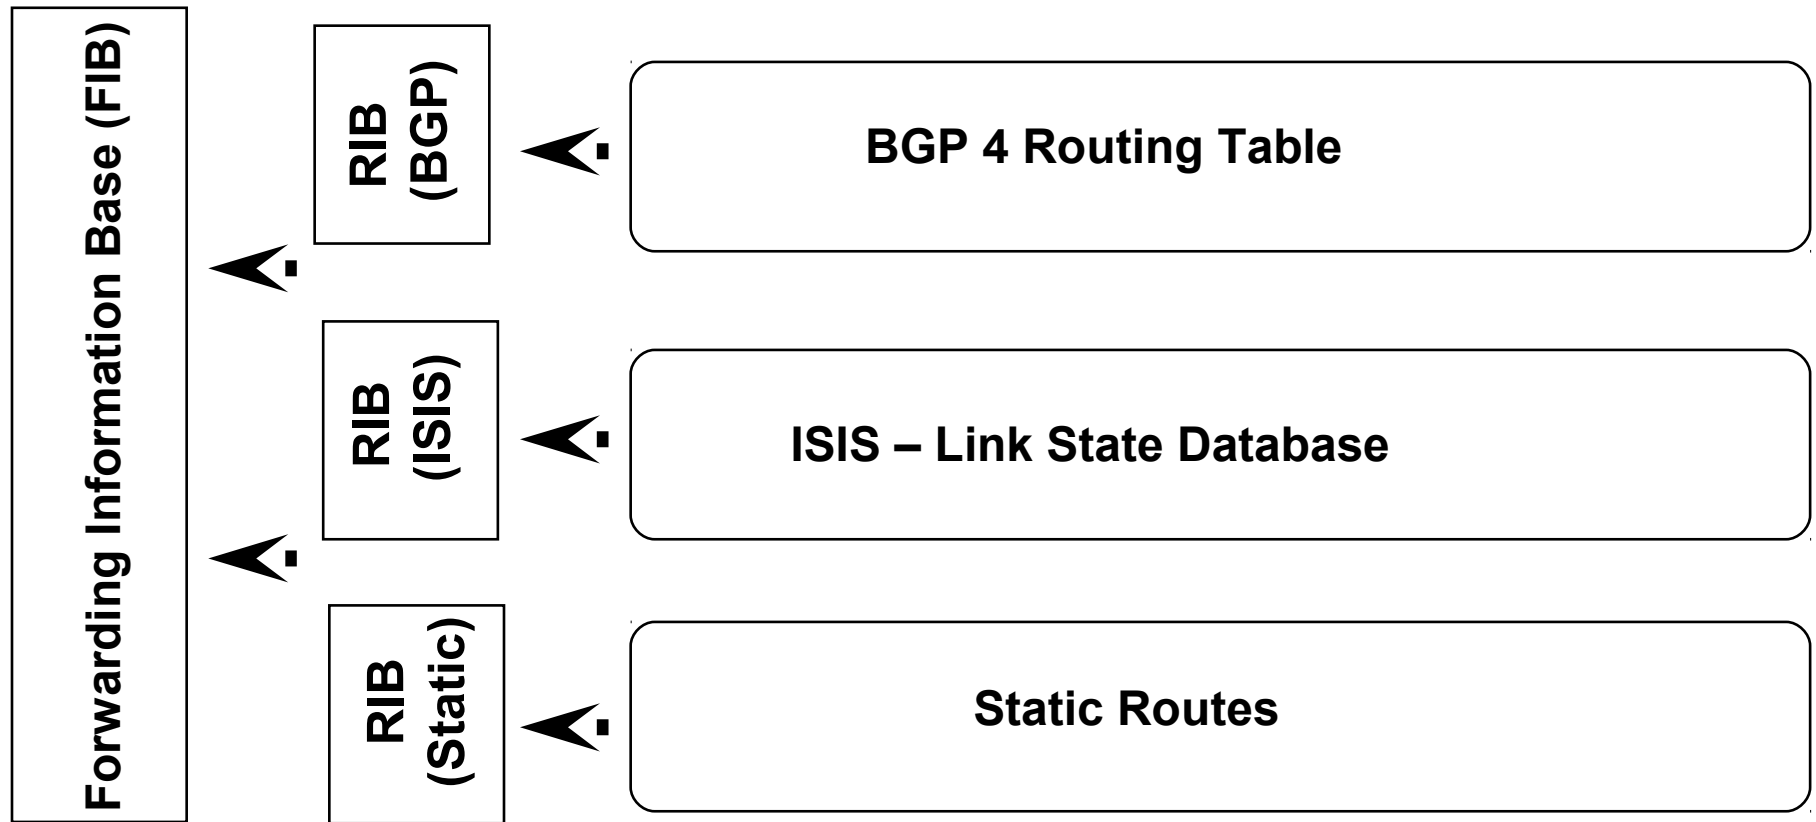 Forwarding Information Base (FIB)
RIB
(BGP)
BGP 4 Routing Table
RIB
(ISIS)
ISIS – Link State Database
RIB
(Static)
Static Routes